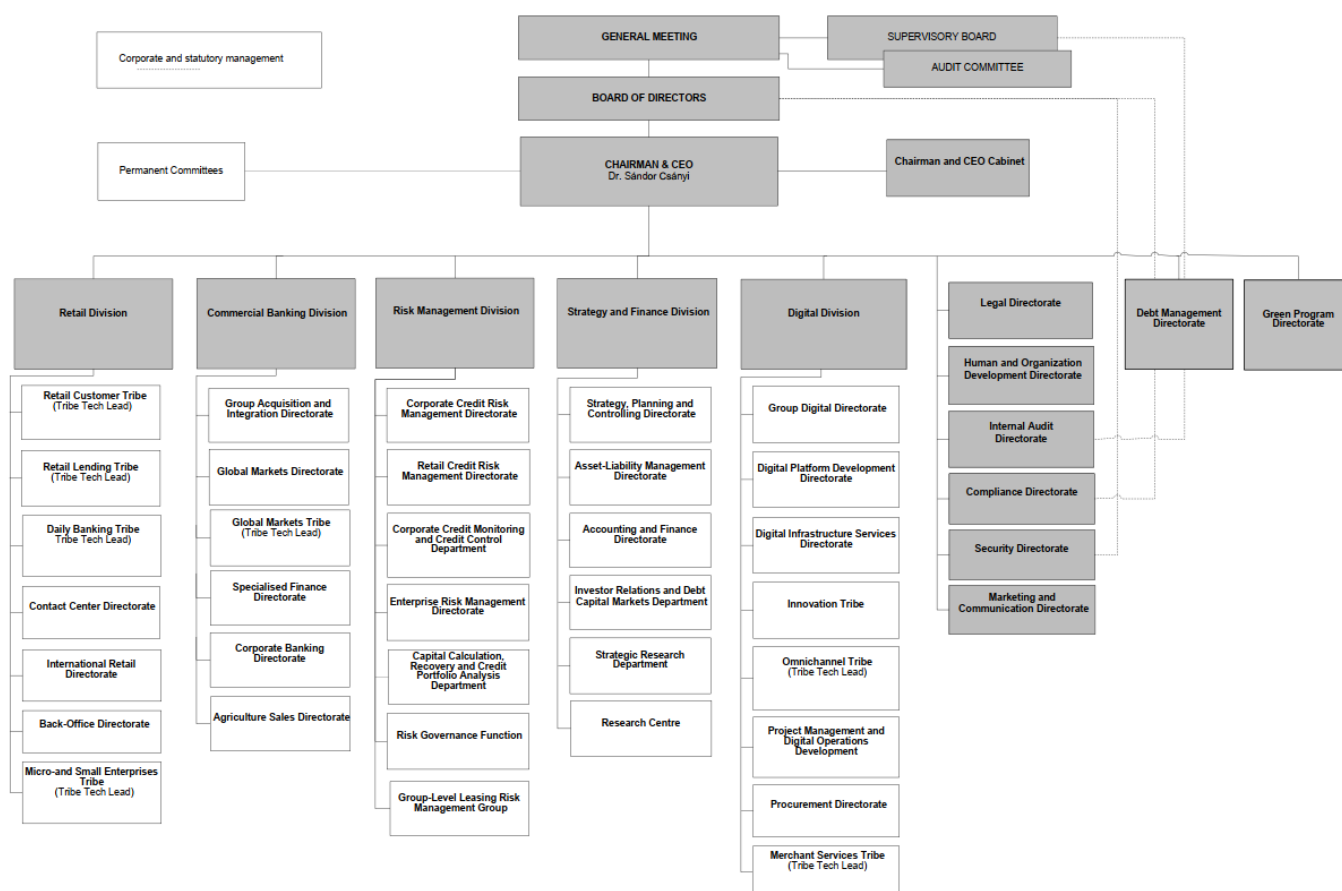 GENERAL MEETING
SUPERVISORY BOARD
AUDIT COMMITTEE
Corporate and statutory management
BOARD OF DIRECTORS
Permanent Committees
CHAIRMAN & CEO
Dr. Sándor Csányi
Chairman and CEO Cabinet
Retail Division
Commercial Banking Division
Risk Management Division
Strategy and Finance Division
Digital Division
Legal Directorate
Debt Management
Directorate
Green Program
Directorate
Retail Customer Tribe
(Tribe Tech Lead)
Retail Lending Tribe
(Tribe Tech Lead)
Daily Banking Tribe
Tribe Tech Lead)
Contact Center Directorate
International Retail
Directorate
Back-Office Directorate
Micro-and Small Enterprises
Tribe
(Tribe Tech Lead)
Group Acquisition and
Integration Directorate
Global Markets Directorate
Global Markets Tribe
(Tribe Tech Lead)
Specialised Finance
Directorate
Corporate Banking
Directorate
Agriculture Sales Directorate
Corporate Credit Risk
Management Directorate
Retail Credit Risk
Management Directorate
Corporate Credit Monitoring
and Credit Control
Department
Enterprise Risk Management
Directorate
Capital Calculation,
Recovery and Credit
Portfolio Analysis
Department
Risk Governance Function
Group-Level Leasing Risk
Management Group
Strategy, Planning and
Controlling Directorate
Asset-Liability Management
Directorate
Accounting and Finance
Directorate
Investor Relations and Debt
Capital Markets Department
Strategic Research
Department
Research Centre
Group Digital Directorate
Digital Platform Development
Directorate
Digital Infrastructure Services
Directorate
Innovation Tribe
Omnichannel Tribe
(Tribe Tech Lead)
Project Management and
Digital Operations
Development
Procurement Directorate
Merchant Services Tribe
(Tribe Tech Lead)
Human and Organization
Development Directorate
Internal Audit
Directorate
Compliance Directorate
Security Directorate
Marketing and
Communication Directorate